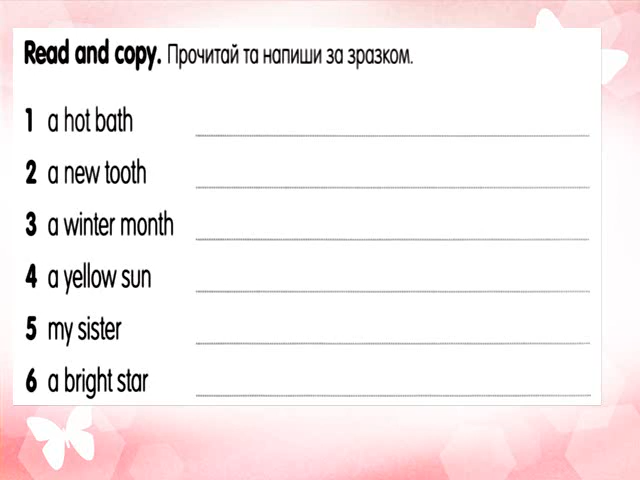 Read and copy. Прочитай та напиши за зразком.
1 a hot bath
2 a new tooth
3 a winter month
4 a yellow sun
5 my sister
6 a bright star